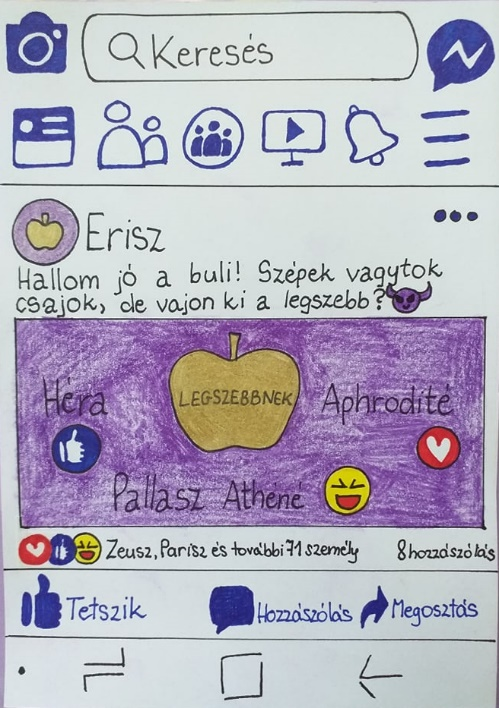 Keresés
Erisz
Hallom jó a buli! Szépek vagytok
csajok, de vajon ki a legszebb?
LEGSZEBBNEK
Héra
Aphrodíté
Pallasz Athéné
Zeusz, Parisz és további 71 személy
8 hozzászólás
Tetszik
Hozzászólás
Megosztás